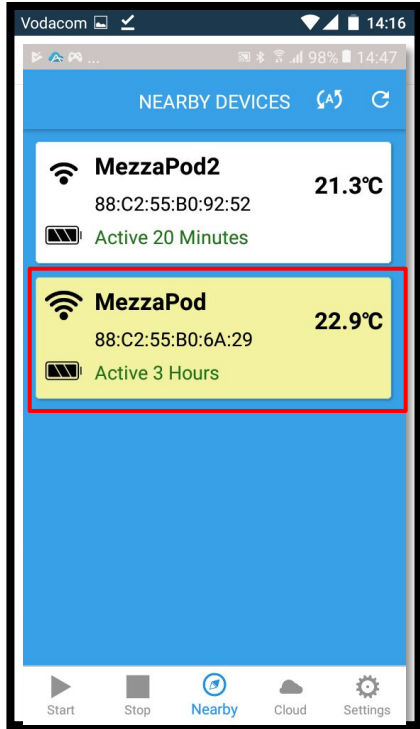 Vodacom 14:16
... 98% 14:47
NEARBY DEVICES A
MezzaPod2
21.3°C
88:C2:55:B0:92:52
Active 20 Minutes
MezzaPod
22.9°C
88:C2:55:B0:6A:29
Active 3 Hours
Start Stop Nearby Cloud Settings